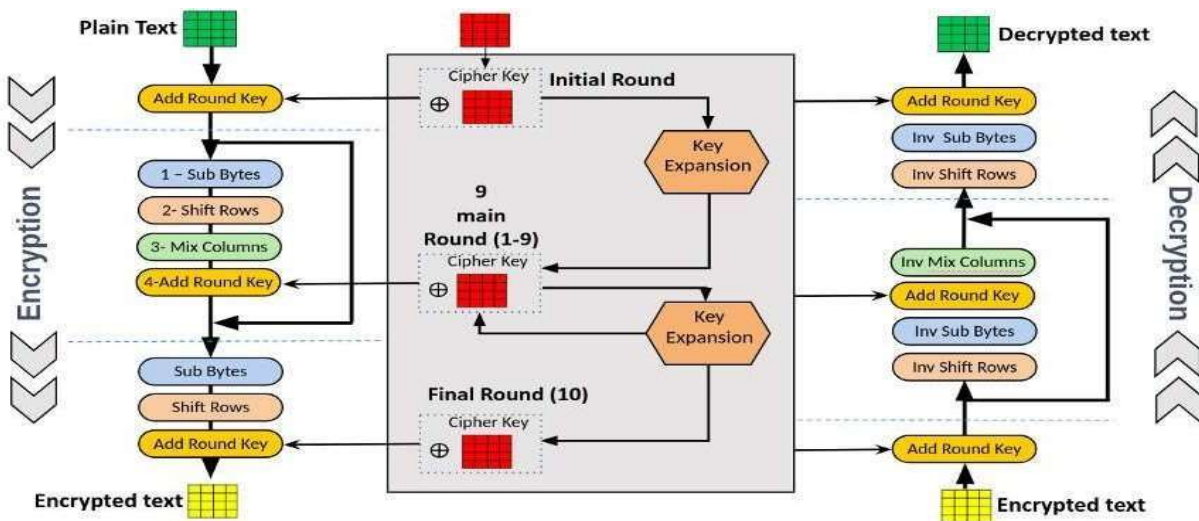 Plain Text
Add Round Key
1 – Sub Bytes
2- Shift Rows
3- Mix Columns
4-Add Round Key
Sub Bytes
Shift Rows
Add Round Key
Encrypted text
Encryption
Cipher Key
Initial Round
Key
Expansion
9
main
Round (1-9)
Cipher Key
Key
Expansion
Final Round (10)
Cipher Key
Decrypted text
Add Round Key
Inv Sub Bytes
Inv Shift Rows
Inv Mix Columns
Add Round Key
Inv Sub Bytes
Inv Shift Rows
Add Round Key
Encrypted text
Decryption